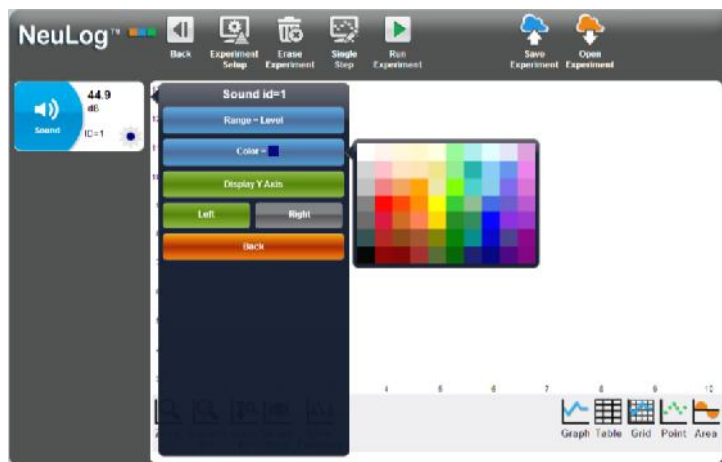 NeuLog™
Back
Experiment Setup
Erase Experiment
Single Step
Run Experiment
Save Experiment
Open Experiment
44.9
dB
Sound
ID=1
Sound id=1
Range = Level
Color =
Display Y Axis
Left
Right
Back
4 5 6 7 8 9 10
Graph Table Grid Point Area